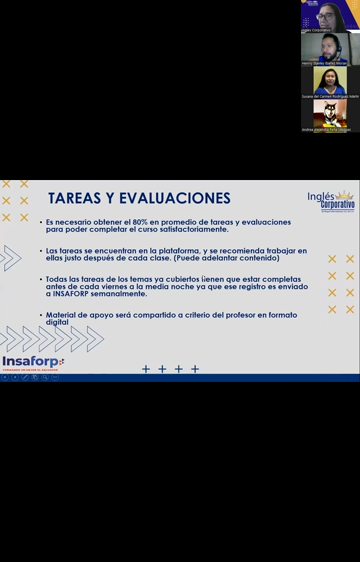 Inglés Corporativo
TAREAS Y EVALUACIONES
Inglés
Corporativo
• Es necesario obtener el 80% en promedio de tareas y evaluaciones
para poder completar el curso satisfactoriamente.
• Las tareas se encuentran en la plataforma, y se recomienda trabajar en
ellas justo después de cada clase. (Puede adelantar contenido)
• Todas las tareas de los temas ya cubiertos tienen que estar completas
antes de cada viernes a la media noche ya que ese registro es enviado
a INSAFORP semanalmente.
• Material de apoyo será compartido a criterio del profesor en formato
digital
Insaforp